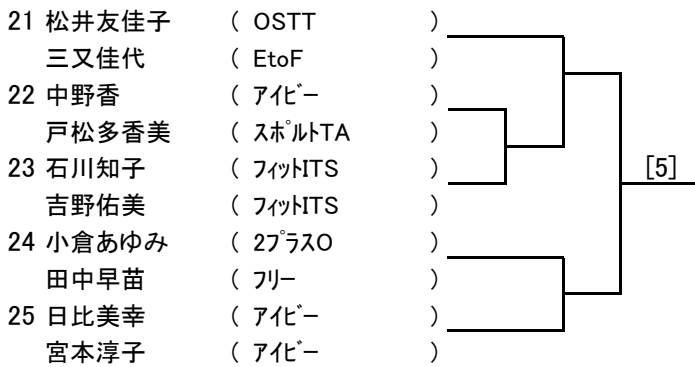 21 松井友佳子 ( OSTT )
三又佳代 ( EtoF )
22 中野香 ( ｱｲﾋﾞｰ )
戸松多香美 ( ｽﾎﾟﾙﾄTA )
23 石川知子 ( ﾌｨｯﾄITS )
[5]
吉野佑美 ( ﾌｨｯﾄITS )
24 小倉あゆみ ( 2ﾌﾟﾗｽO )
田中早苗 ( ﾌﾘｰ )
25 日比美幸 ( ｱｲﾋﾞｰ )
宮本淳子 ( ｱｲﾋﾞｰ )